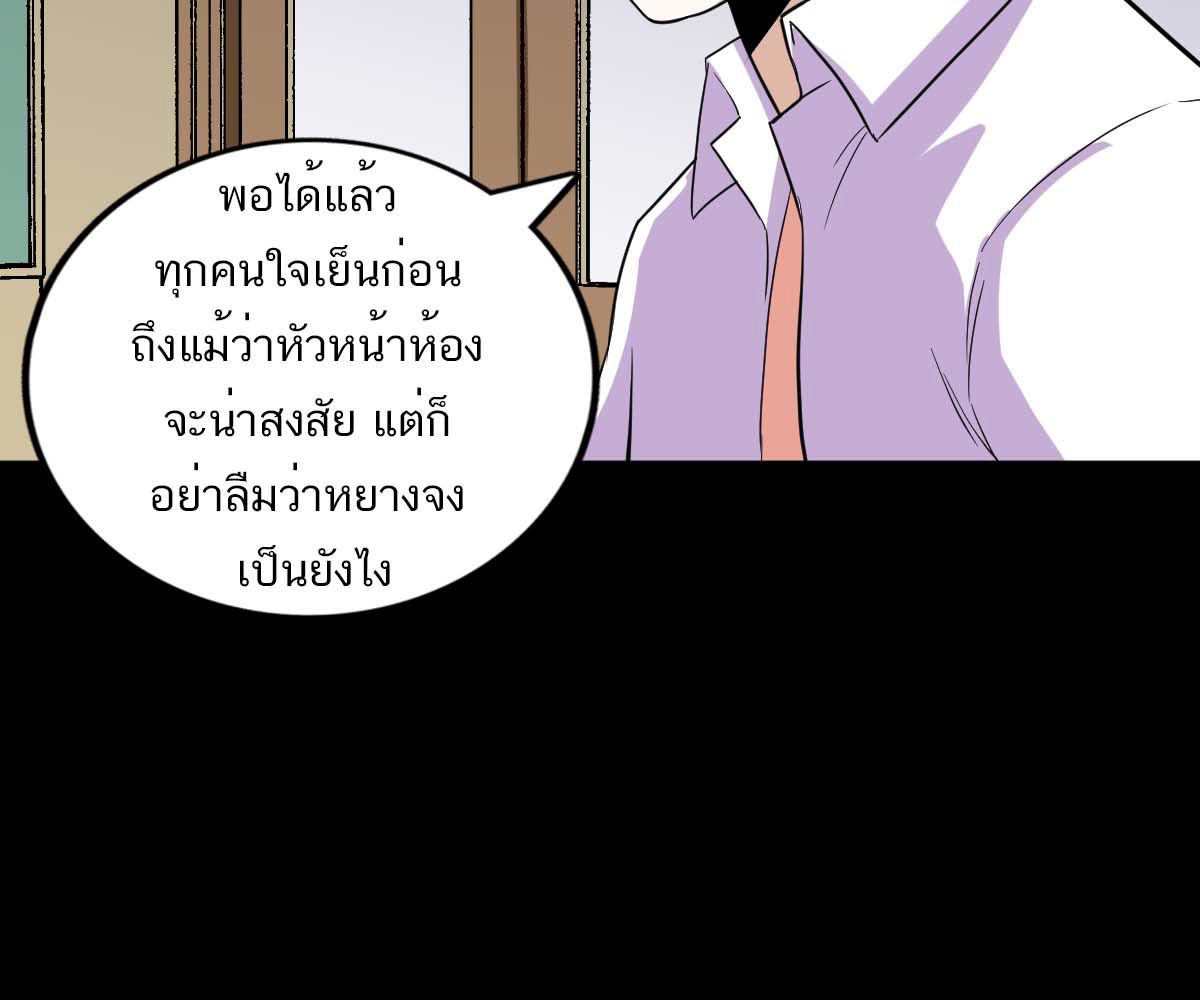 พอได้แล้ว
ทุกคนใจเย็นก่อน
ถึงแม้ว่าหัวหน้าห้อง
จะน่าสงสัย แต่ก็
อย่าลืมว่าหยางจง
เป็นยังไง